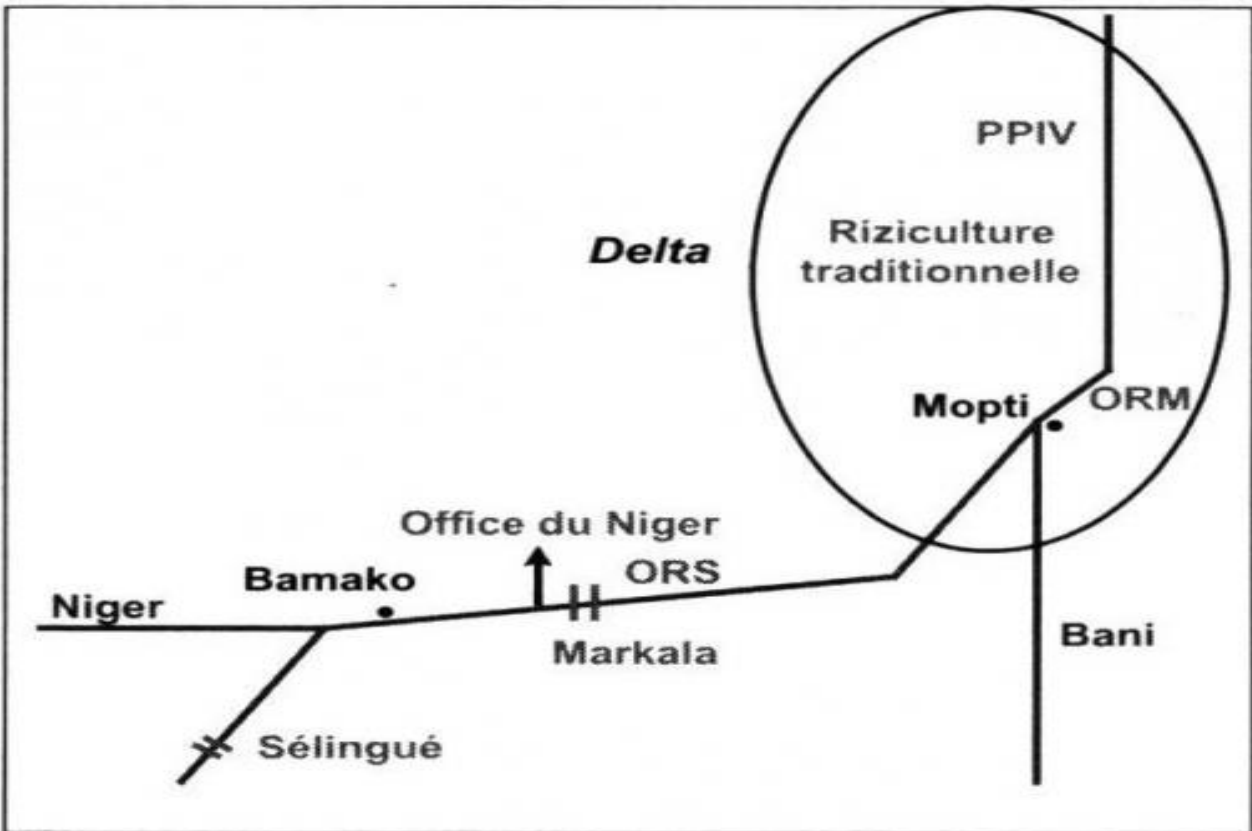 PPIV
Delta
Riziculture
traditionnelle
Mopti
ORM
Office du Niger
Bamako
ORS
Niger
Markala
Bani
Sélingué